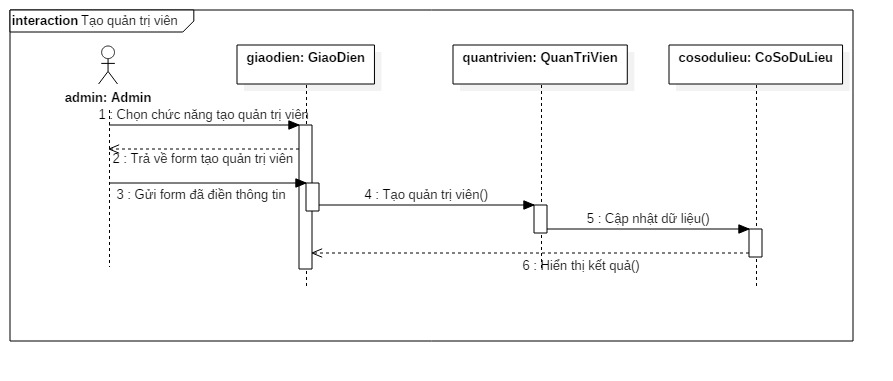 interaction Tạo quản trị viên
giaodien: GiaoDien
quantrivien: QuanTriVien
cosodulieu: CoSoDuLieu
admin: Admin
1 : Chọn chức năng tạo quản trị viên
2 : Trả về form tạo quản trị viên
3 : Gửi form đã điền thông tin
4 : Tạo quản trị viên()
5 : Cập nhật dữ liệu()
6 : Hiển thị kết quả()